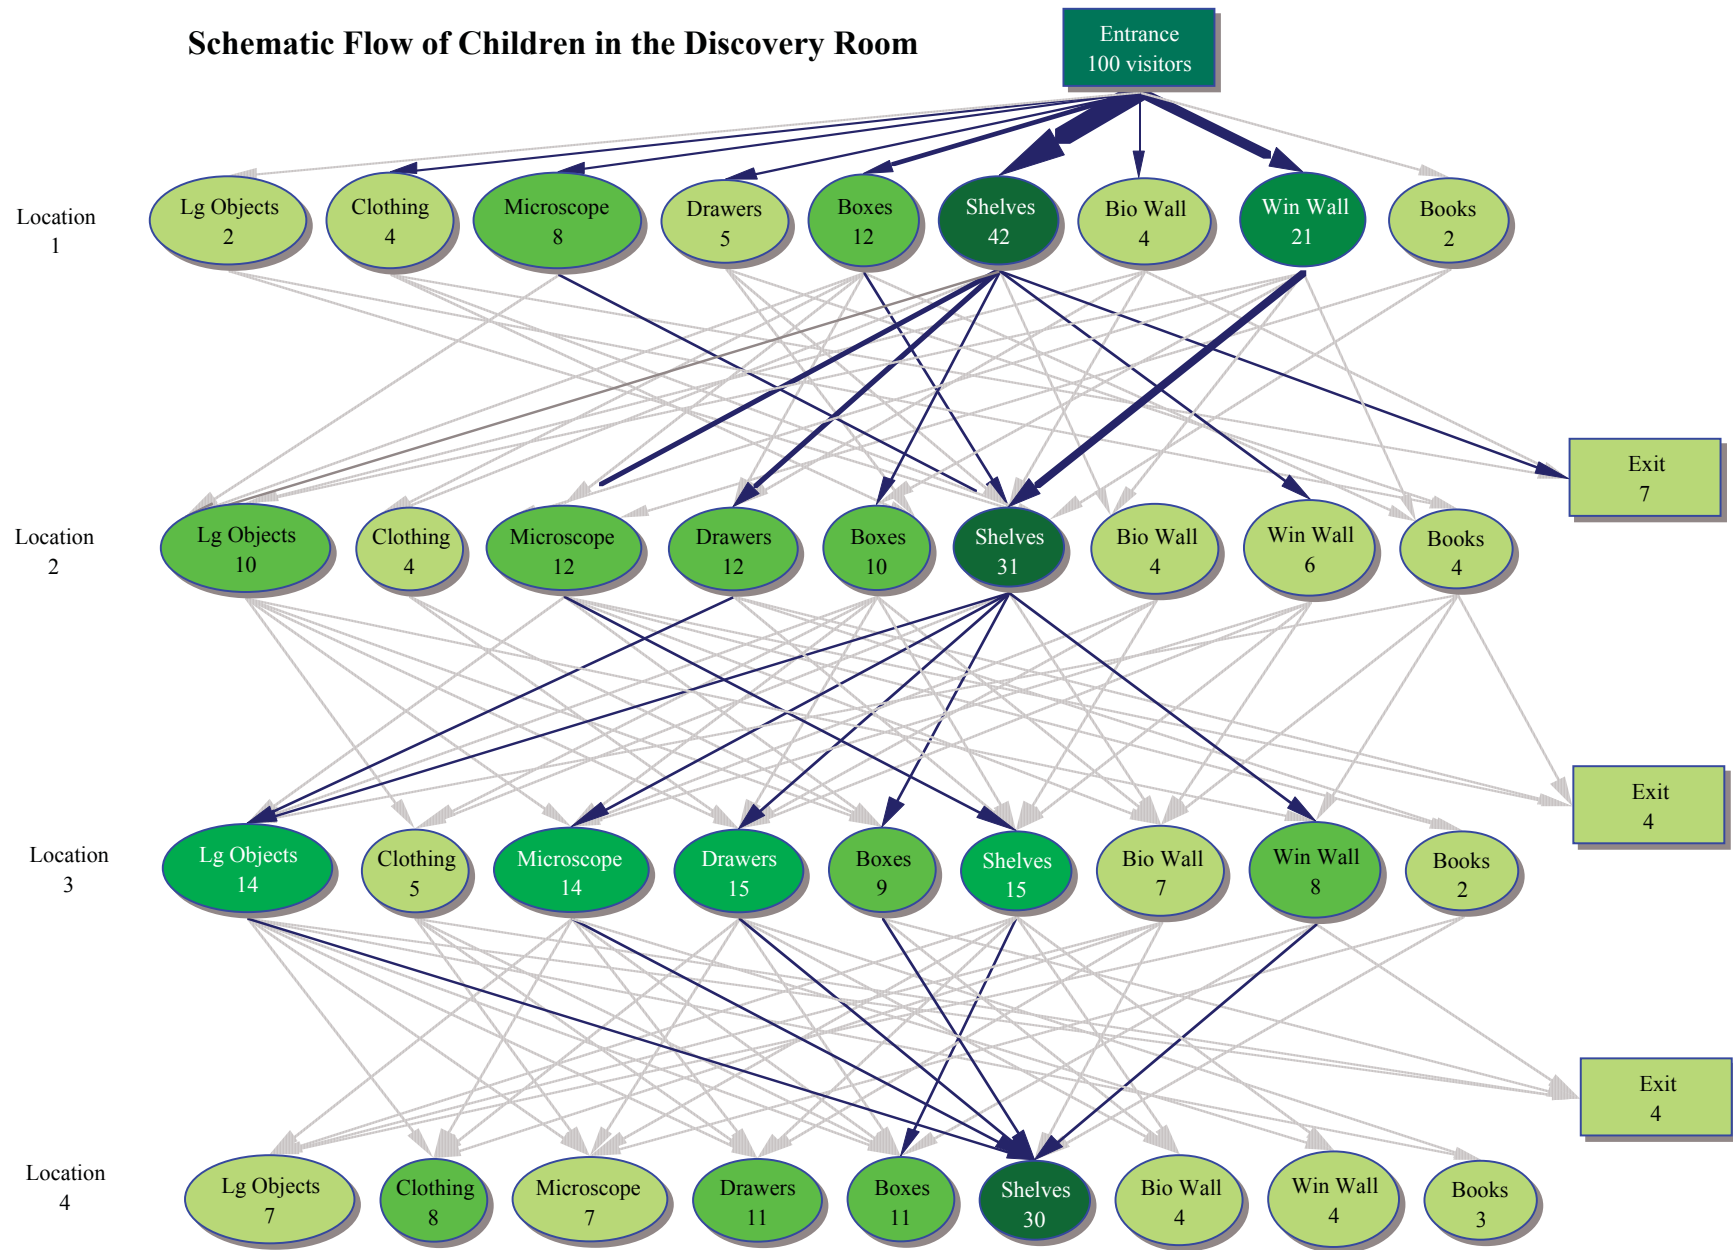 Schematic Flow of Children in the Discovery Room
Entrance
100 visitors
Location
1
Lg Objects
2
Clothing
4
Microscope
8
Drawers
5
Boxes
12
Shelves
42
Bio Wall
4
Win Wall
21
Books
2
Exit
7
Location
2
Lg Objects
10
Clothing
4
Microscope
12
Drawers
12
Boxes
10
Shelves
31
Bio Wall
4
Win Wall
6
Books
4
Exit
4
Location
3
Lg Objects
14
Clothing
5
Microscope
14
Drawers
15
Boxes
9
Shelves
15
Bio Wall
7
Win Wall
8
Books
2
Exit
4
Location
4
Lg Objects
7
Clothing
8
Microscope
7
Drawers
11
Boxes
11
Shelves
30
Bio Wall
4
Win Wall
4
Books
3